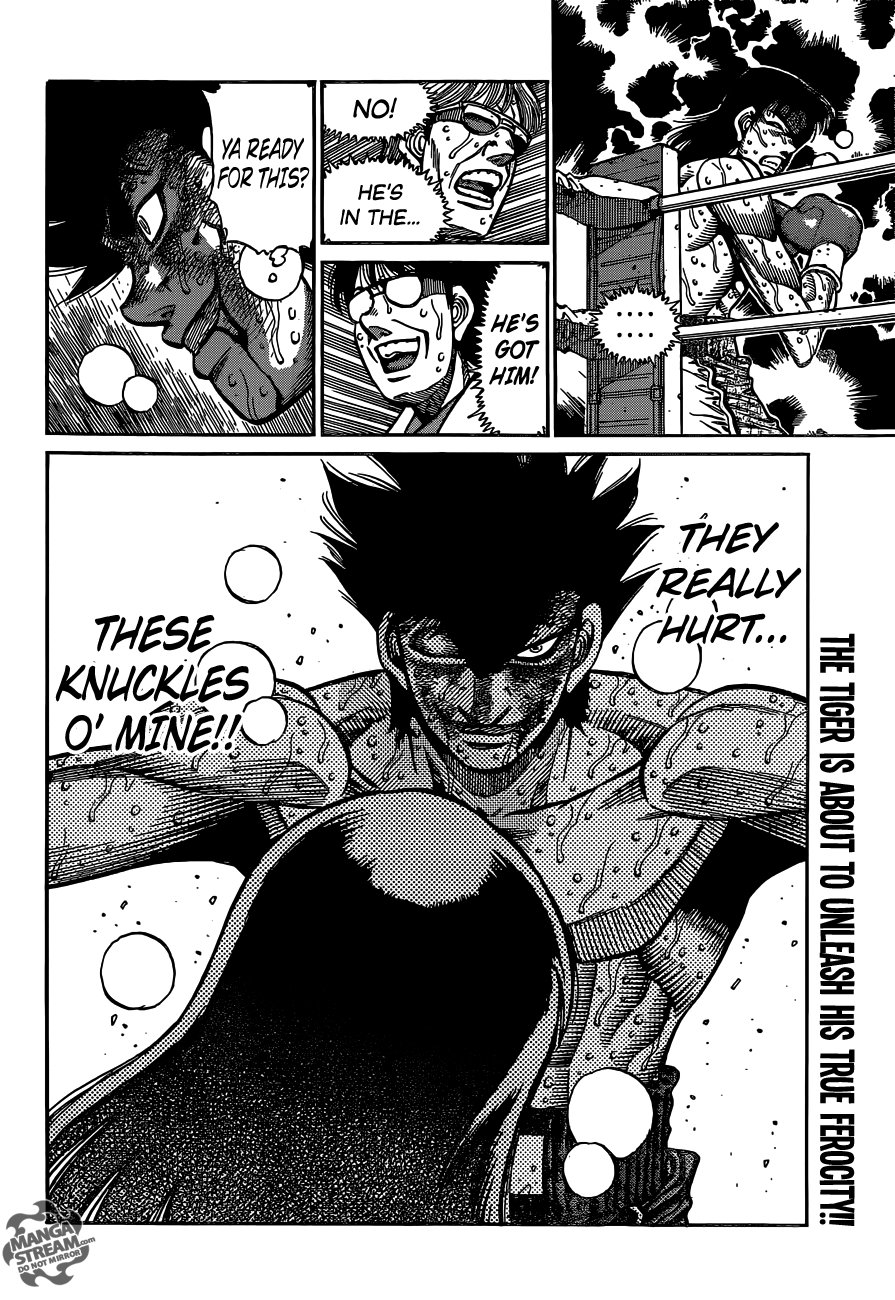 ......
......
NO!
HE'S
IN THE...
HE'S
GOT
HIM!
YA READY
FOR THIS?
THEY
REALLY
HURT...
THESE
KNUCKLES
O' MINE!!
THE TIGER IS ABOUT TO UNLEASH HIS TRUE FEROCITY!!
MANGA
STREAM.com
DO NOT MIRROR